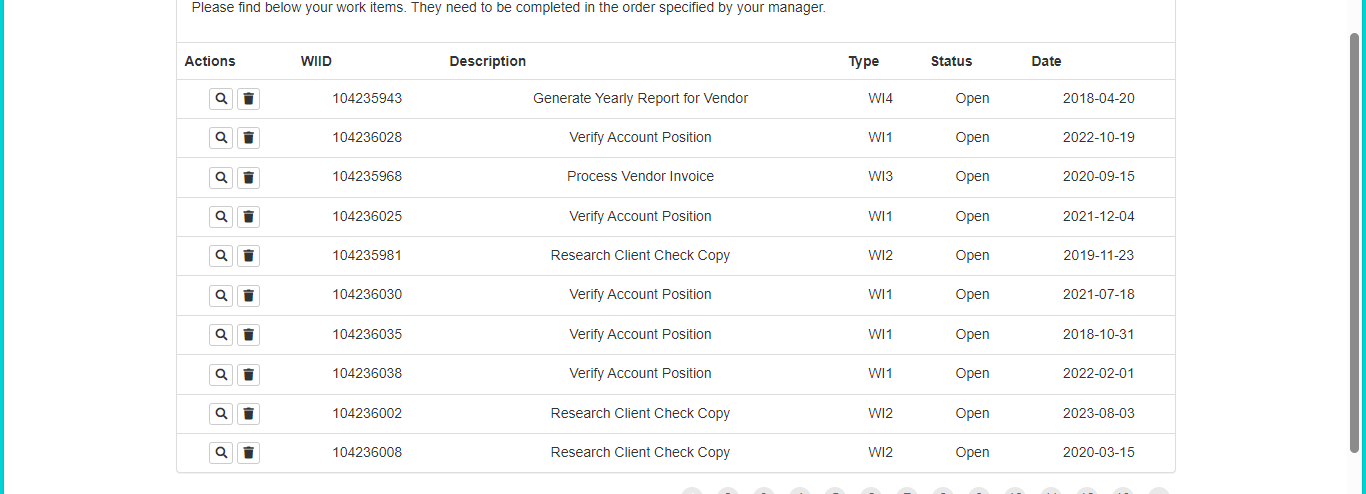 Please find below your work items. They need to be completed in the order specified by your manager.
Actions WIID Description Type Status Date
104235943 Generate Yearly Report for Vendor WI4 Open 2018-04-20
104236028 Verify Account Position WI1 Open 2022-10-19
104235968 Process Vendor Invoice WI3 Open 2020-09-15
104236025 Verify Account Position WI1 Open 2021-12-04
104235981 Research Client Check Copy WI2 Open 2019-11-23
104236030 Verify Account Position WI1 Open 2021-07-18
104236035 Verify Account Position WI1 Open 2018-10-31
104236038 Verify Account Position WI1 Open 2022-02-01
104236002 Research Client Check Copy WI2 Open 2023-08-03
104236008 Research Client Check Copy WI2 Open 2020-03-15